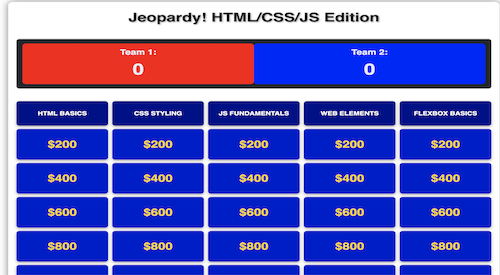 Jeopardy! HTML/CSS/JS Edition
Team 1: Team 2:
0 0
HTML BASICS CSS STYLING JS FUNDAMENTALS WEB ELEMENTS FLEXBOX BASICS
$200 $200 $200 $200 $200
$400 $400 $400 $400 $400
$600 $600 $600 $600 $600
$800 $800 $800 $800 $800